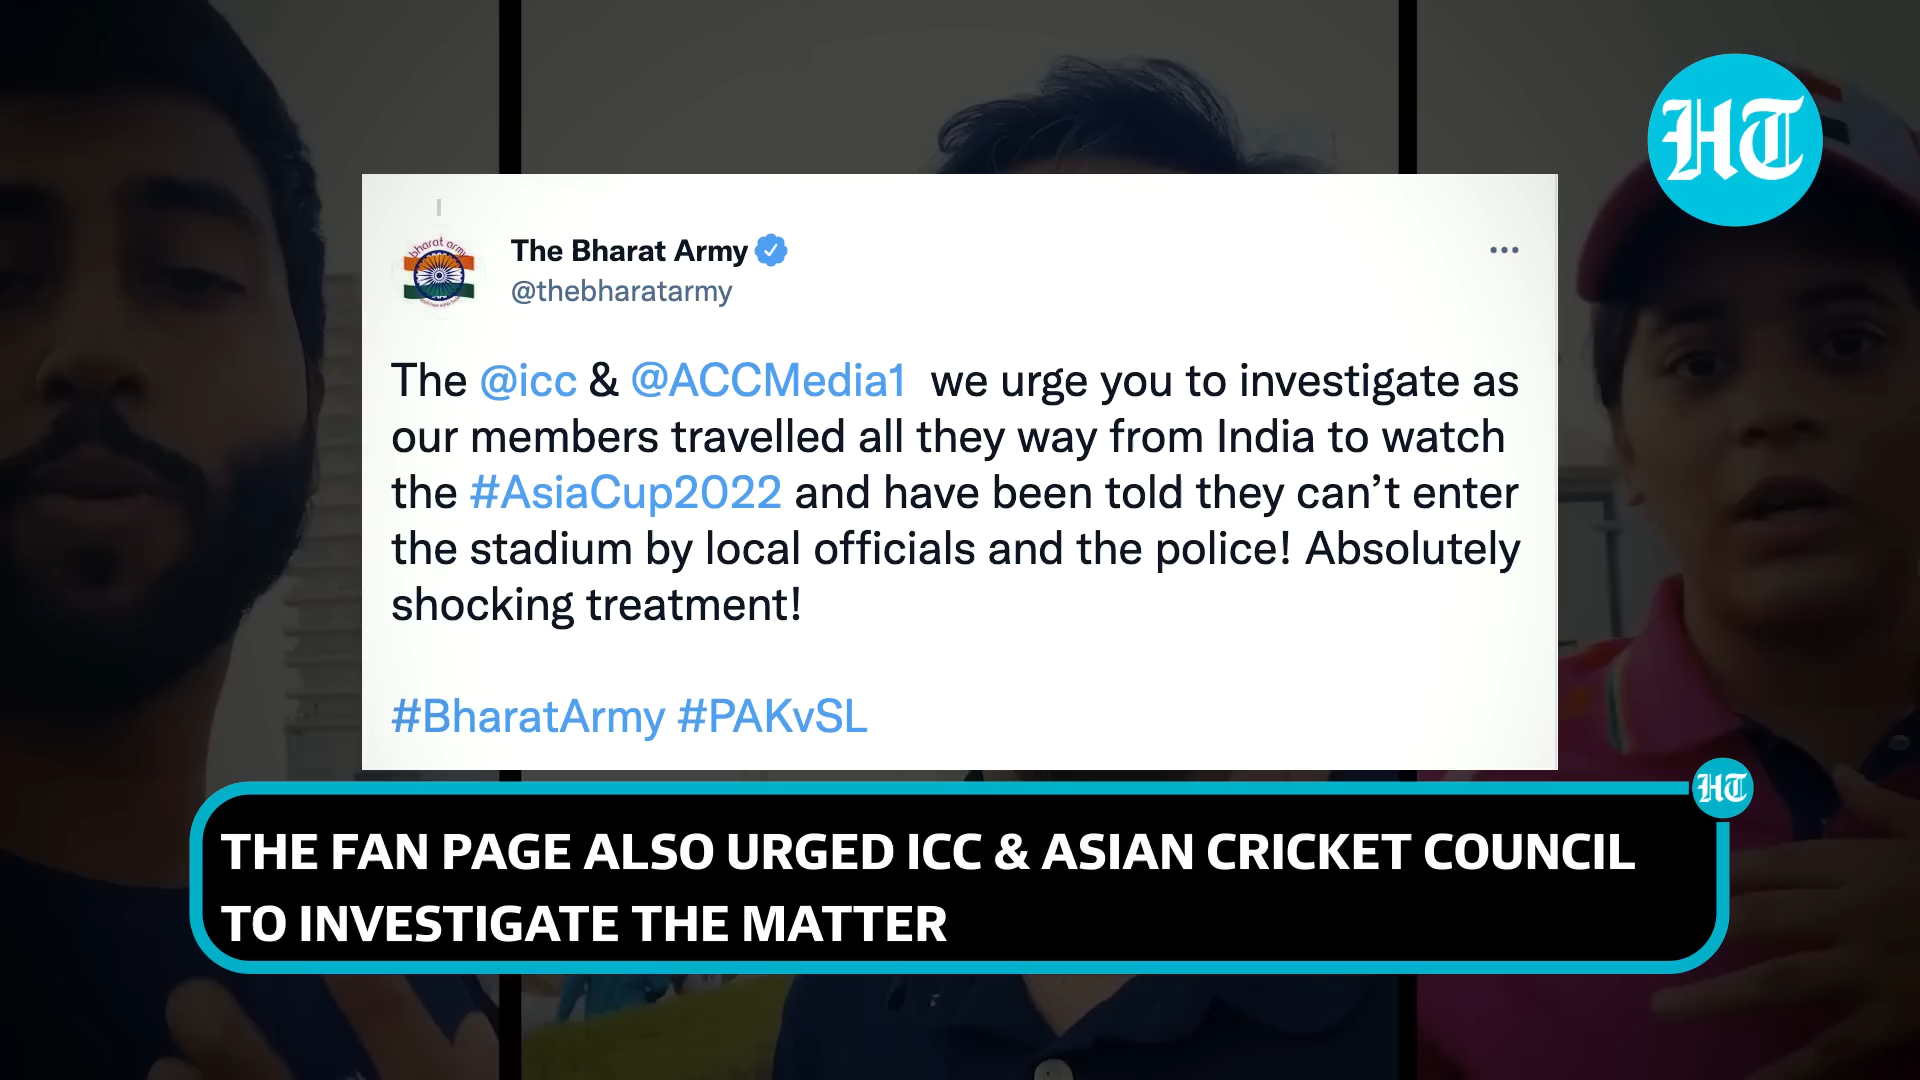 HT
bharat army
The Bharat Army
@thebharatarmy
The @icc & @ACCMedia1 we urge you to investigate as
our members travelled all they way from India to watch
the #AsiaCup2022 and have been told they can’t enter
the stadium by local officials and the police! Absolutely
shocking treatment!
#BharatArmy #PAKvSL
HT
THE FAN PAGE ALSO URGED ICC & ASIAN CRICKET COUNCIL
TO INVESTIGATE THE MATTER